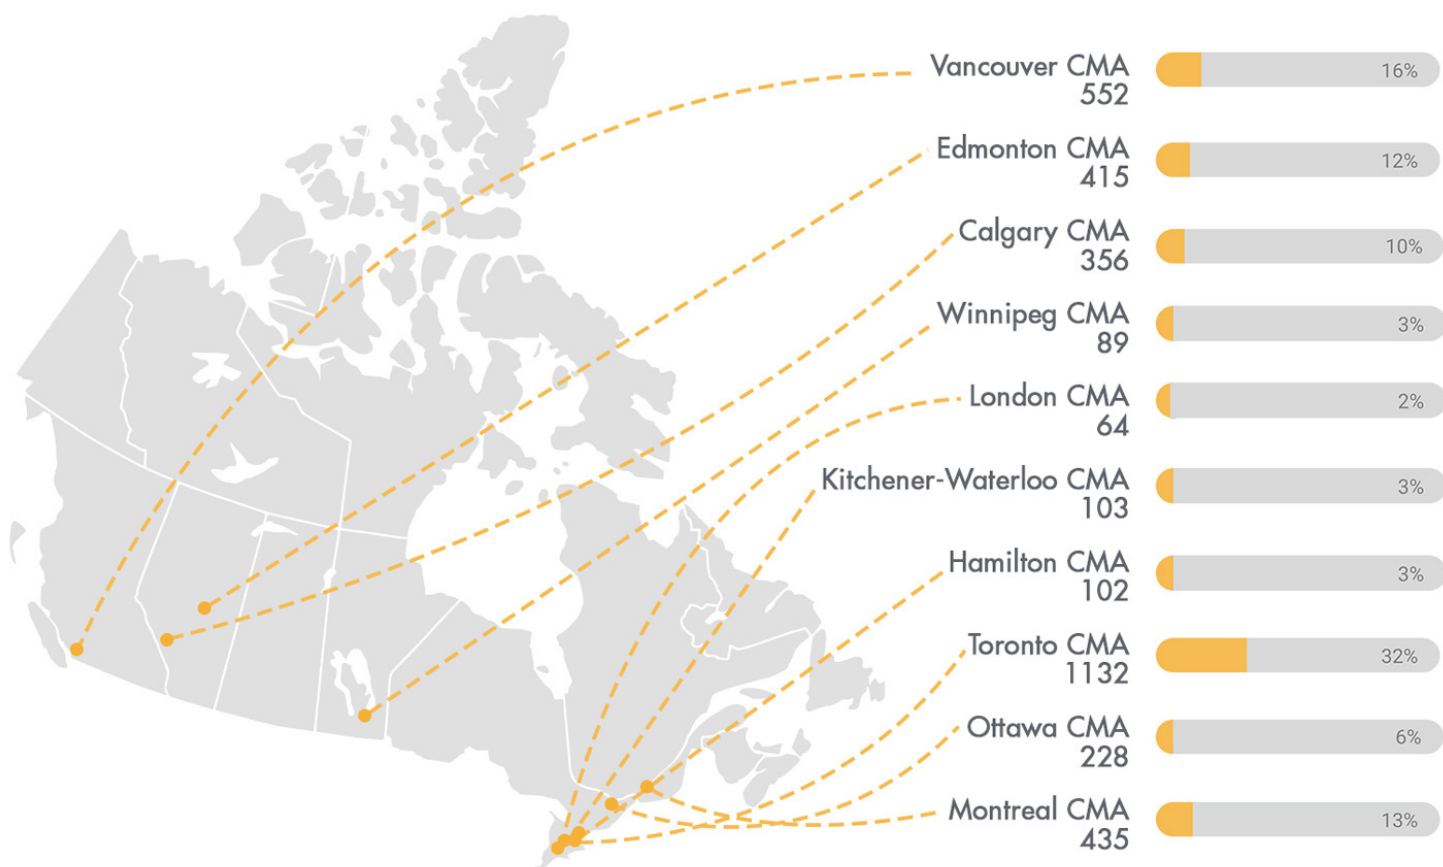 Vancouver CMA
552
16%
Edmonton CMA
415
12%
Calgary CMA
356
10%
Winnipeg CMA
89
3%
London CMA
64
2%
Kitchener-Waterloo CMA
103
3%
Hamilton CMA
102
3%
Toronto CMA
1132
32%
Ottawa CMA
228
6%
Montreal CMA
435
13%